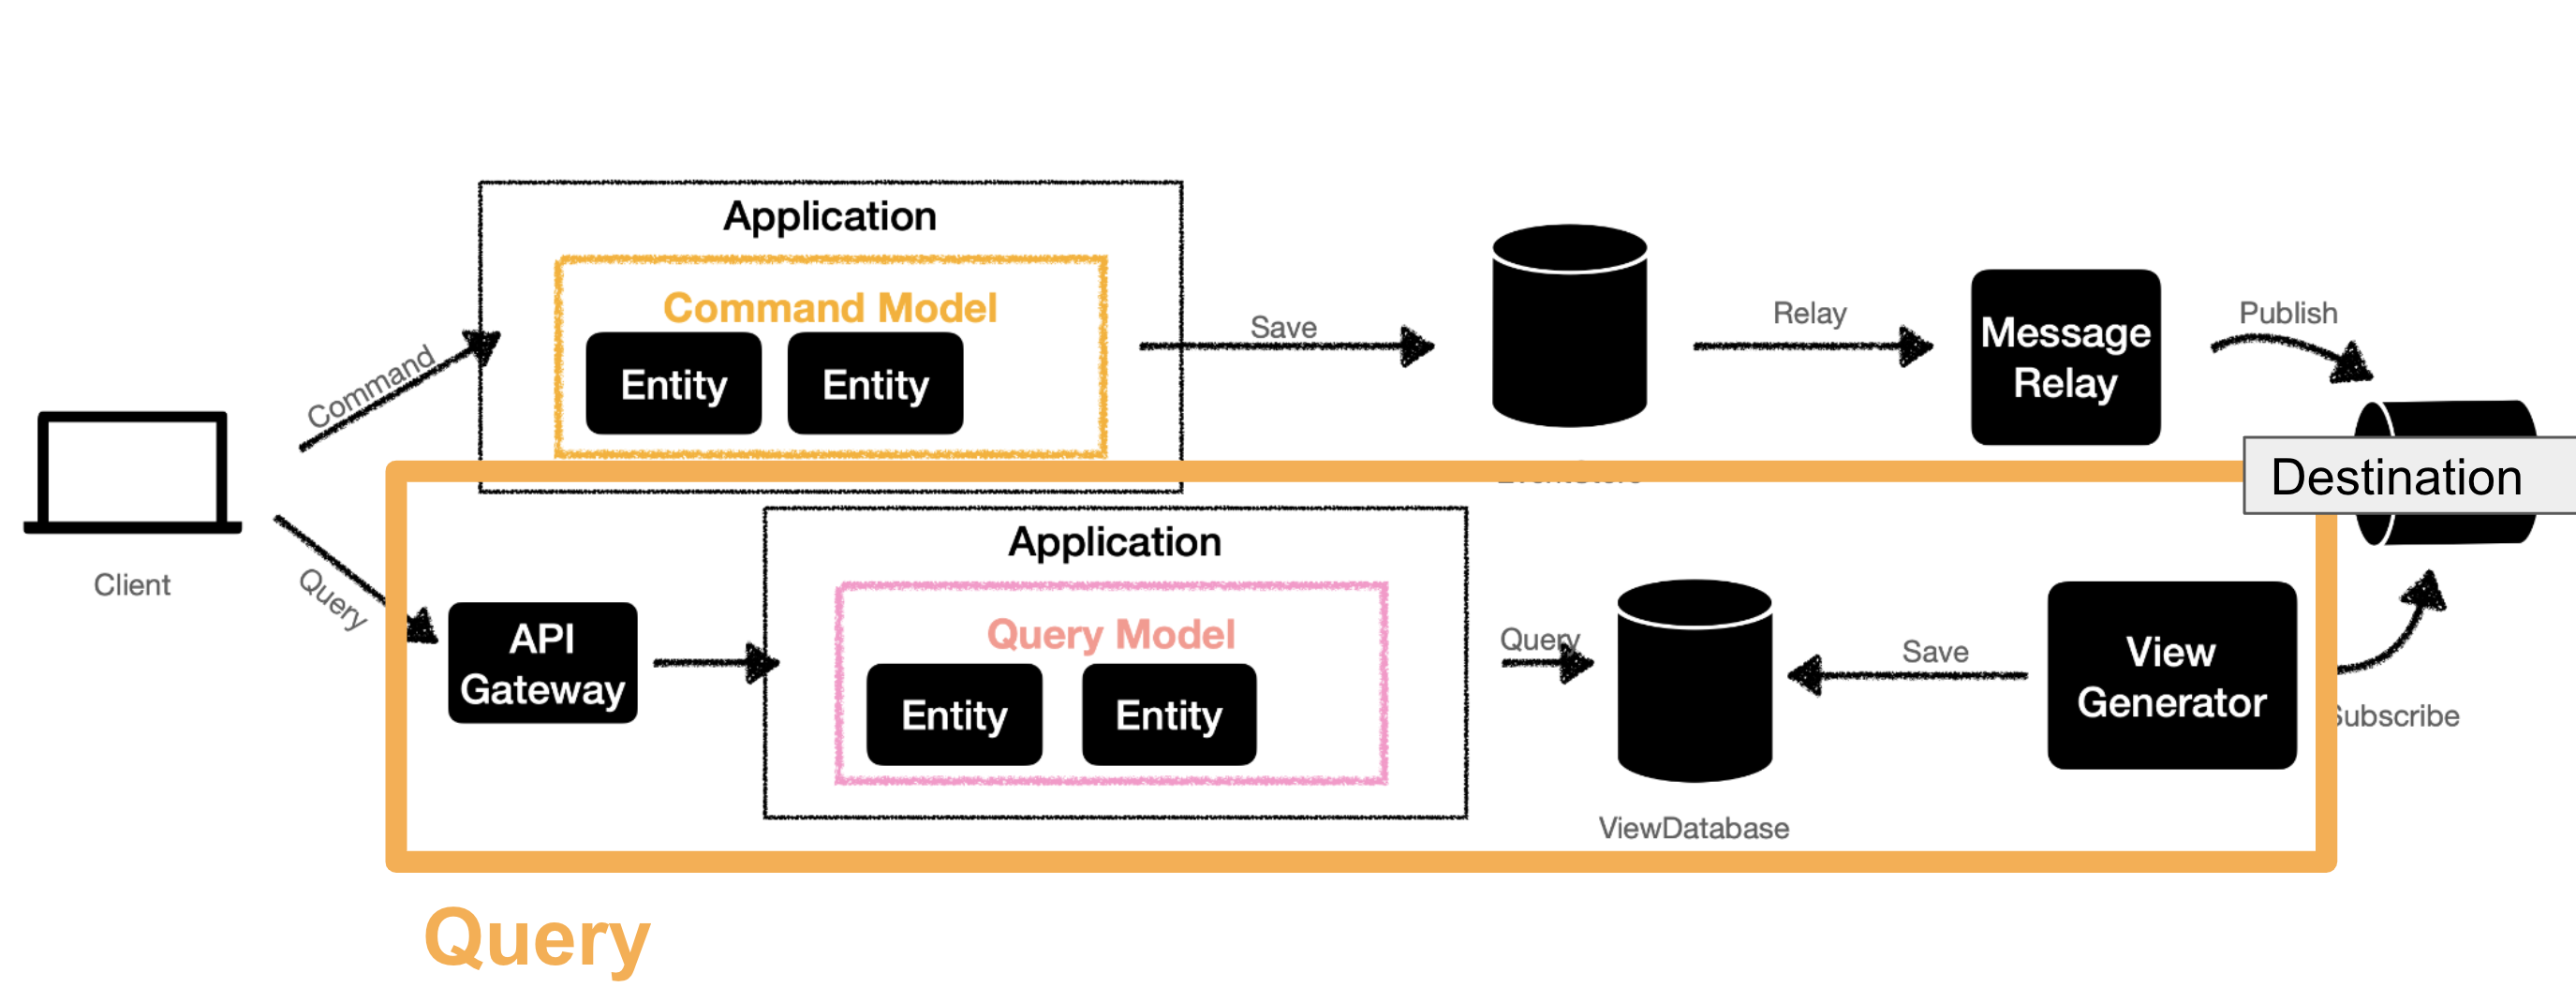 Application
Command Model
Entity
Entity
Command
Save
Relay
Message
Relay
Publish
Destination
Client
Query
API
Gateway
Application
Query Model
Entity
Entity
Query
ViewDatabase
Save
View
Generator
Subscribe
Query